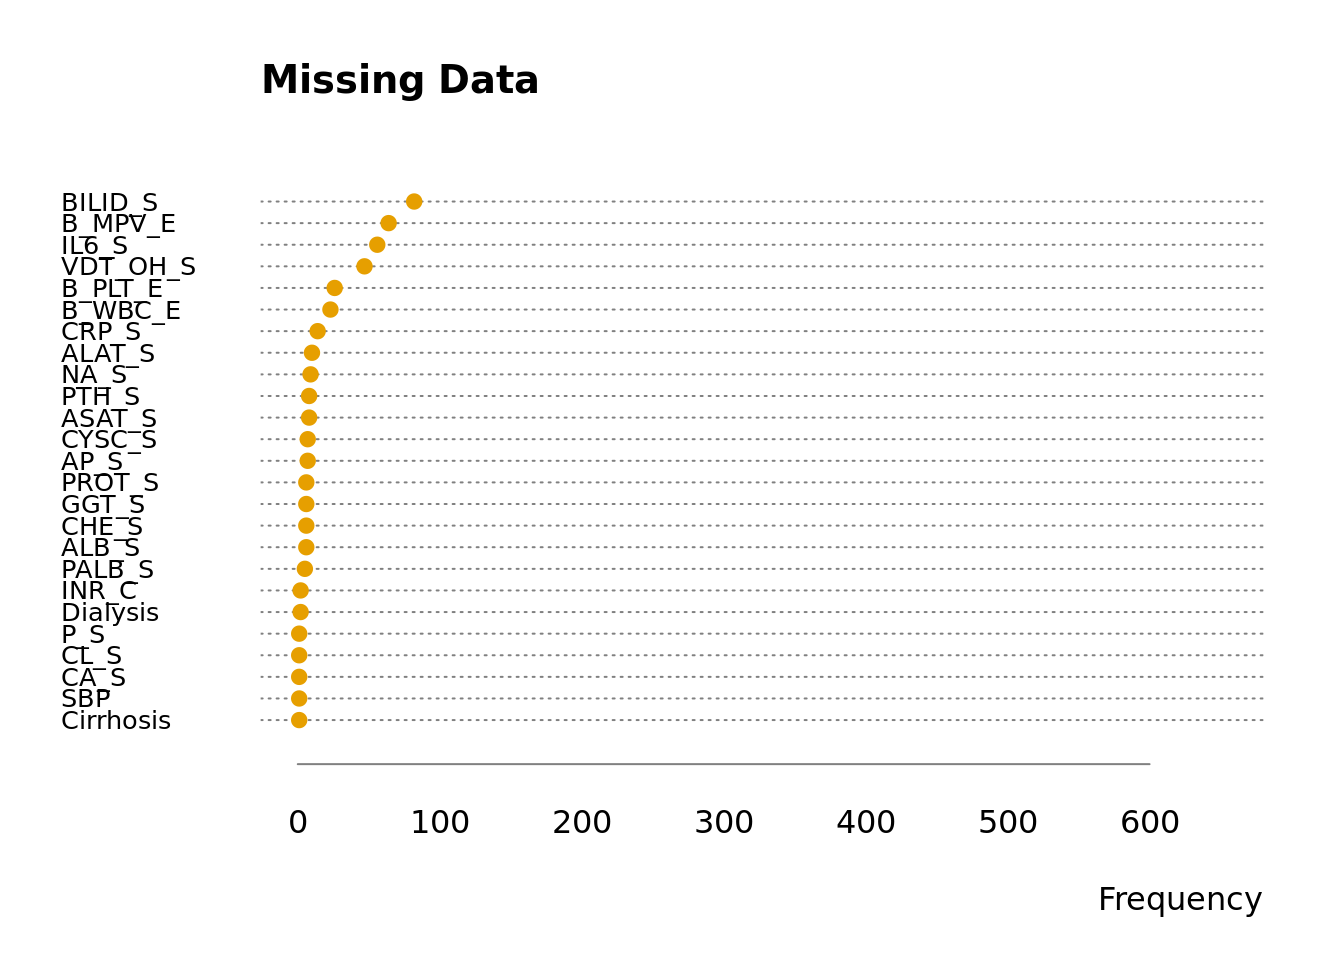 Missing Data
BILID_S
B_MPV_E
IL6_S
VDT_OH_S
B_PLT_E
B_WBC_E
CRP_S
ALAT_S
NA_S
PTH_S
ASAT_S
CYSC_S
AP_S
PROT_S
GGT_S
CHE_S
ALB_S
PALB_S
INR_C
Dialysis
P_S
CL_S
CA_S
SBP
Cirrhosis
0 100 200 300 400 500 600
Frequency